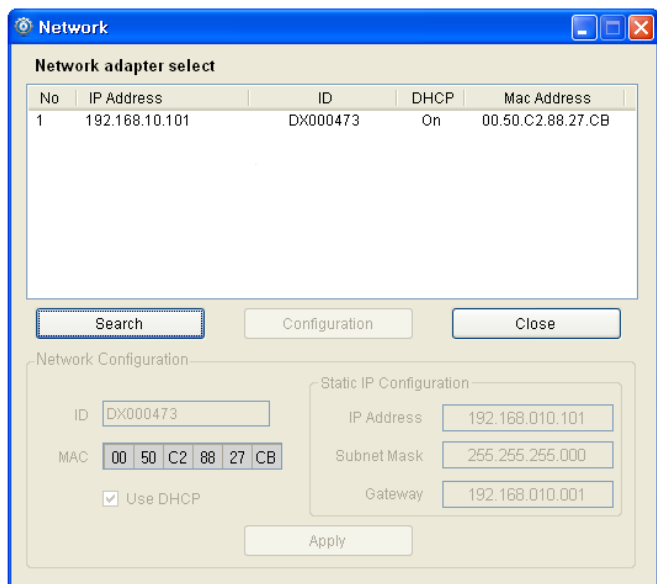 Network
Network adapter select
No IP Address ID DHCP Mac Address
1 192.168.10.101 DX000473 On 00.50.C2.88.27.CB
Search Configuration Close
Network Configuration
Static IP Configuration
ID DX000473
IP Address 192.168.010.101
MAC 00 50 C2 88 27 CB
Subnet Mask 255.255.255.000
Use DHCP
Gateway 192.168.010.001
Apply